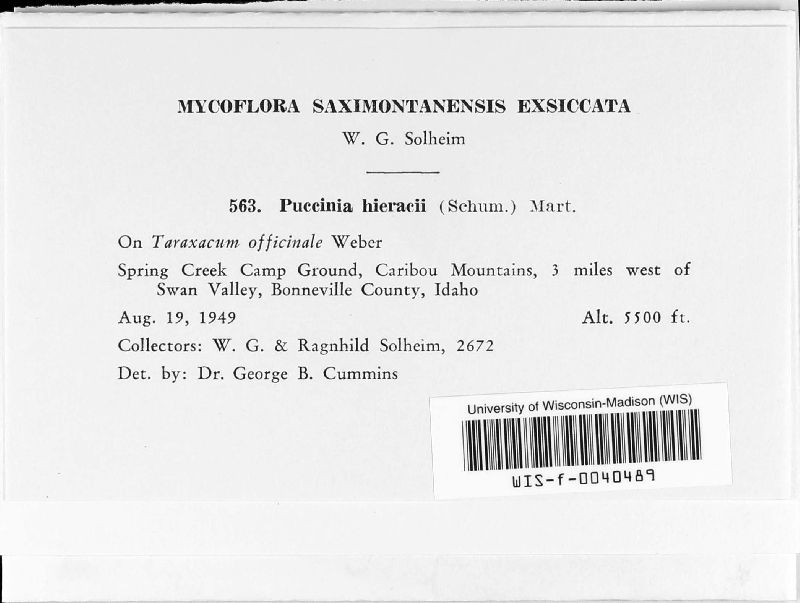 MYCOFLORA SAXIMONTANENSIS EXSICCATA
W. G. Solheim
563. Puccinia hieracii (Schum.) Mart.
On Taraxacum officinale Weber
Spring Creek Camp Ground, Caribou Mountains, 3 miles west of
Swan Valley, Bonneville County, Idaho
Aug. 19, 1949 Alt. 5500 ft.
Collectors: W. G. & Ragnhild Solheim, 2672
Det. by: Dr. George B. Cummins
University of Wisconsin-Madison (WIS)
WIS-f-0040489